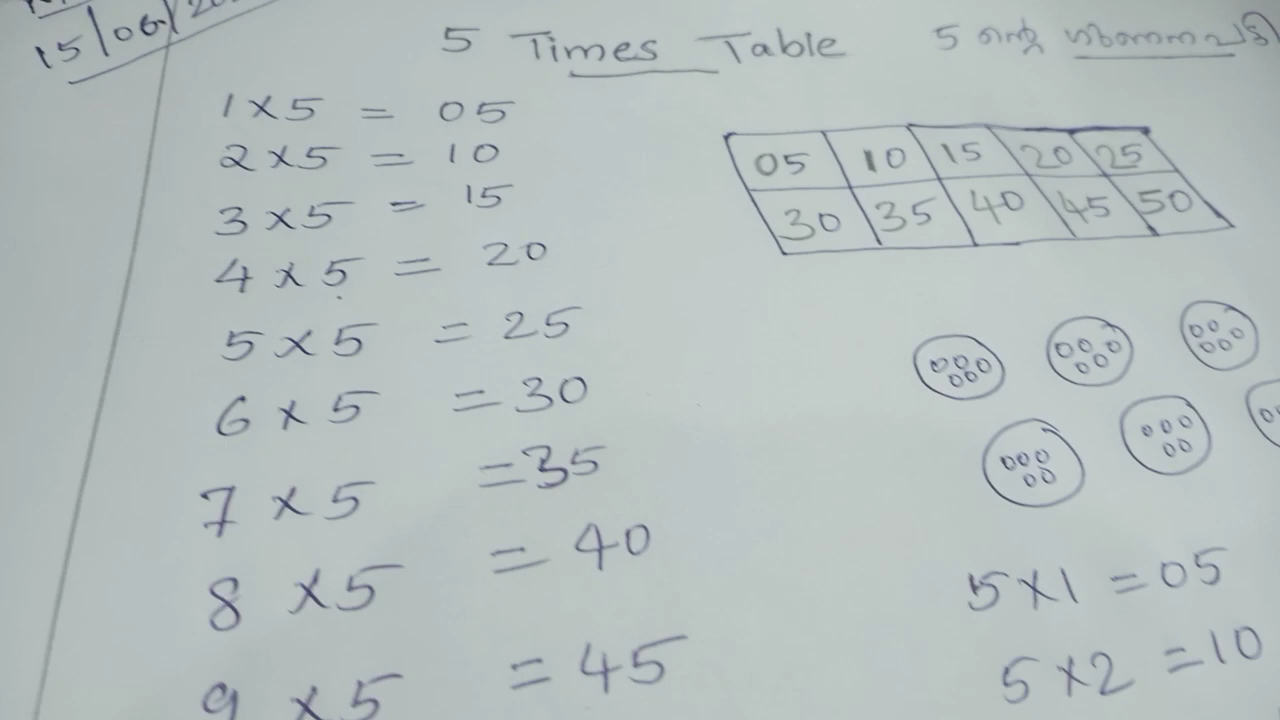 15/06/20
5 Times Table 5 ന്റെ ഗുണനപട്ടി
1 x 5 = 05
2 x 5 = 10
3 x 5 = 15
4 x 5 = 20
5 x 5 = 25
6 x 5 = 30
7 x 5 = 35
8 x 5 = 40
9 x 5 = 45
05 10 15 20 25
30 35 40 45 50
5 x 1 = 05
5 x 2 = 10